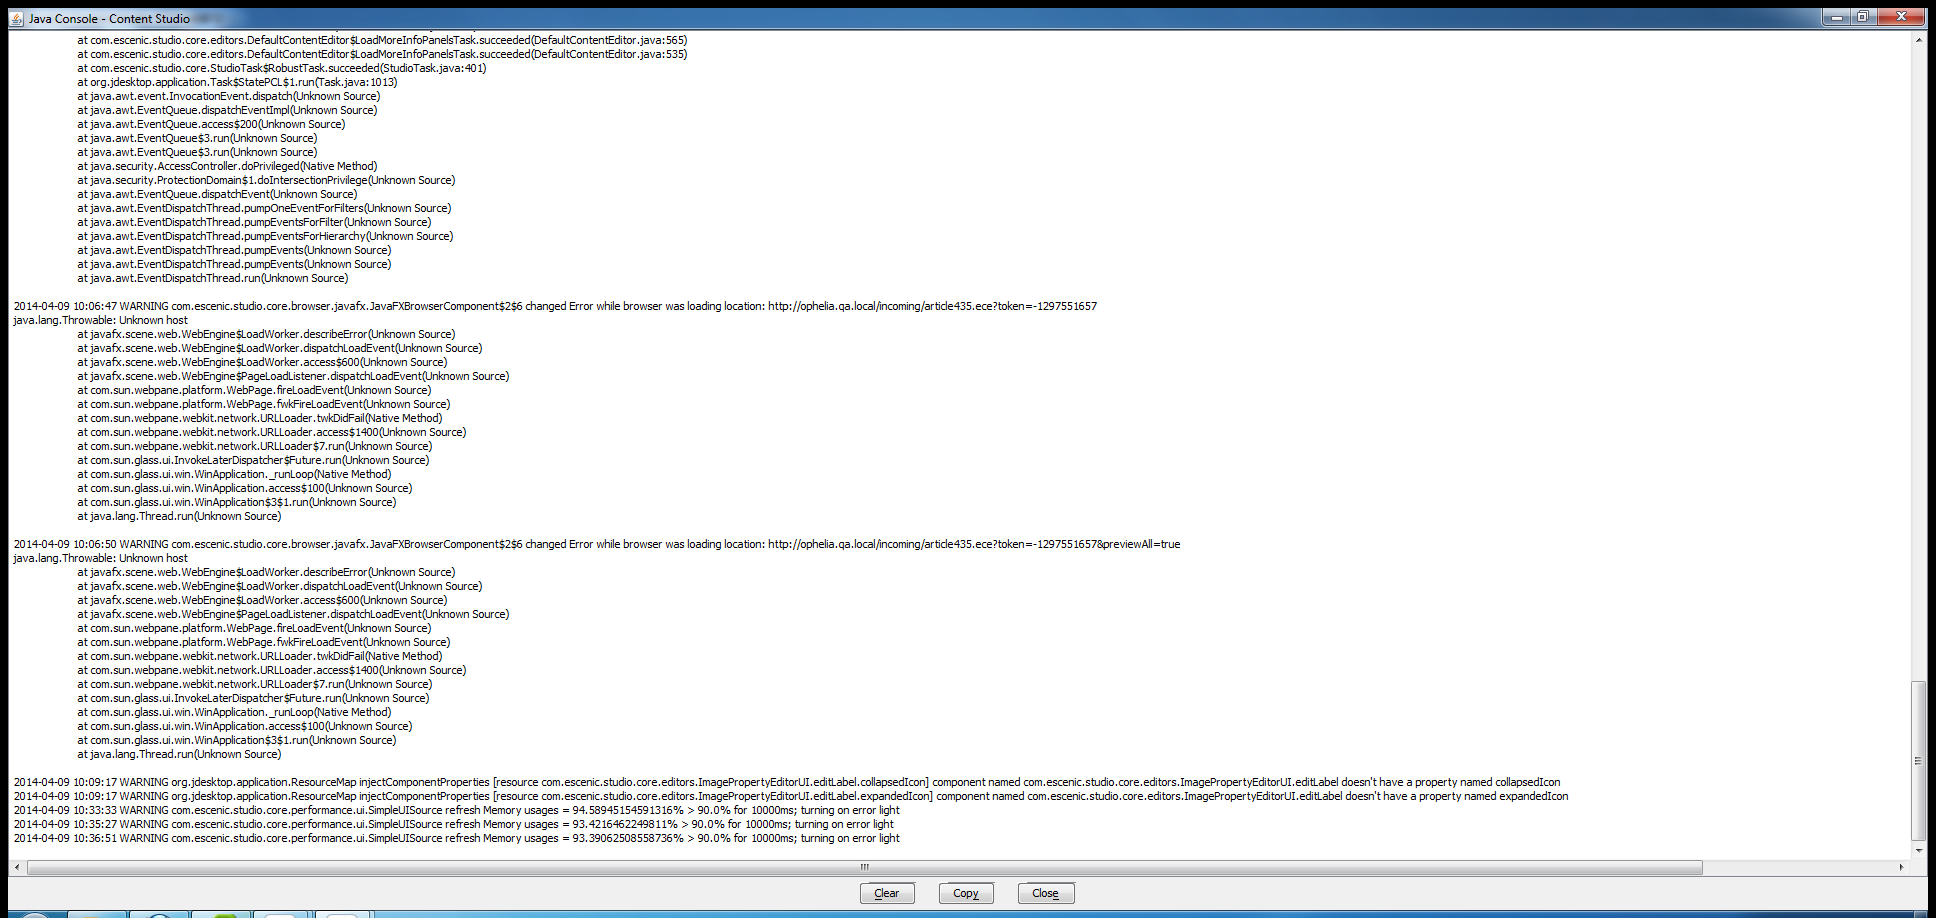 Java Console - Content Studio
at com.escenic.studio.core.editors.DefaultContentEditor$LoadMoreInfoPanelsTask.succeeded(DefaultContentEditor.java:565)
at com.escenic.studio.core.editors.DefaultContentEditor$LoadMoreInfoPanelsTask.succeeded(DefaultContentEditor.java:535)
at com.escenic.studio.core.StudioTask$RobustTask.succeeded(StudioTask.java:401)
at org.jdesktop.application.Task$StatePCL$1.run(Task.java:1013)
at java.awt.event.InvocationEvent.dispatch(Unknown Source)
at java.awt.EventQueue.dispatchEventImpl(Unknown Source)
at java.awt.EventQueue.access$200(Unknown Source)
at java.awt.EventQueue$3.run(Unknown Source)
at java.awt.EventQueue$3.run(Unknown Source)
at java.security.AccessController.doPrivileged(Native Method)
at java.security.ProtectionDomain$1.doIntersectionPrivilege(Unknown Source)
at java.awt.EventQueue.dispatchEvent(Unknown Source)
at java.awt.EventDispatchThread.pumpOneEventForFilters(Unknown Source)
at java.awt.EventDispatchThread.pumpEventsForFilter(Unknown Source)
at java.awt.EventDispatchThread.pumpEventsForHierarchy(Unknown Source)
at java.awt.EventDispatchThread.pumpEvents(Unknown Source)
at java.awt.EventDispatchThread.pumpEvents(Unknown Source)
at java.awt.EventDispatchThread.run(Unknown Source)
2014-04-09 10:06:47 WARNING com.escenic.studio.core.browser.javafx.JavaFXBrowserComponent$2$6 changed Error while browser was loading location: http://ophelia.qa.local/incoming/article435.ece?token=-1297551657
java.lang.Throwable: Unknown host
at javafx.scene.web.WebEngine$LoadWorker.describeError(Unknown Source)
at javafx.scene.web.WebEngine$LoadWorker.dispatchLoadEvent(Unknown Source)
at javafx.scene.web.WebEngine$LoadWorker.access$600(Unknown Source)
at javafx.scene.web.WebEngine$PageLoadListener.dispatchLoadEvent(Unknown Source)
at com.sun.webpane.platform.WebPage.fireLoadEvent(Unknown Source)
at com.sun.webpane.platform.WebPage.fwkFireLoadEvent(Unknown Source)
at com.sun.webpane.webkit.network.URLLoader.twkDidFail(Native Method)
at com.sun.webpane.webkit.network.URLLoader.access$1400(Unknown Source)
at com.sun.webpane.webkit.network.URLLoader$7.run(Unknown Source)
at com.sun.glass.ui.InvokeLaterDispatcher$Future.run(Unknown Source)
at com.sun.glass.ui.win.WinApplication._runLoop(Native Method)
at com.sun.glass.ui.win.WinApplication.access$100(Unknown Source)
at com.sun.glass.ui.win.WinApplication$3$1.run(Unknown Source)
at java.lang.Thread.run(Unknown Source)
2014-04-09 10:06:50 WARNING com.escenic.studio.core.browser.javafx.JavaFXBrowserComponent$2$6 changed Error while browser was loading location: http://ophelia.qa.local/incoming/article435.ece?token=-1297551657&previewAll=true
java.lang.Throwable: Unknown host
at javafx.scene.web.WebEngine$LoadWorker.describeError(Unknown Source)
at javafx.scene.web.WebEngine$LoadWorker.dispatchLoadEvent(Unknown Source)
at javafx.scene.web.WebEngine$LoadWorker.access$600(Unknown Source)
at javafx.scene.web.WebEngine$PageLoadListener.dispatchLoadEvent(Unknown Source)
at com.sun.webpane.platform.WebPage.fireLoadEvent(Unknown Source)
at com.sun.webpane.platform.WebPage.fwkFireLoadEvent(Unknown Source)
at com.sun.webpane.webkit.network.URLLoader.twkDidFail(Native Method)
at com.sun.webpane.webkit.network.URLLoader.access$1400(Unknown Source)
at com.sun.webpane.webkit.network.URLLoader$7.run(Unknown Source)
at com.sun.glass.ui.InvokeLaterDispatcher$Future.run(Unknown Source)
at com.sun.glass.ui.win.WinApplication._runLoop(Native Method)
at com.sun.glass.ui.win.WinApplication.access$100(Unknown Source)
at com.sun.glass.ui.win.WinApplication$3$1.run(Unknown Source)
at java.lang.Thread.run(Unknown Source)
2014-04-09 10:09:17 WARNING org.jdesktop.application.ResourceMap injectComponentProperties [resource com.escenic.studio.core.editors.ImagePropertyEditorUI.editLabel.collapsedIcon] component named com.escenic.studio.core.editors.ImagePropertyEditorUI.editLabel doesn't have a property named collapsedIcon
2014-04-09 10:09:17 WARNING org.jdesktop.application.ResourceMap injectComponentProperties [resource com.escenic.studio.core.editors.ImagePropertyEditorUI.editLabel.expandedIcon] component named com.escenic.studio.core.editors.ImagePropertyEditorUI.editLabel doesn't have a property named expandedIcon
2014-04-09 10:33:33 WARNING com.escenic.studio.core.performance.ui.SimpleUISource refresh Memory usages = 94.58945154591316% > 90.0% for 10000ms; turning on error light
2014-04-09 10:35:27 WARNING com.escenic.studio.core.performance.ui.SimpleUISource refresh Memory usages = 93.4216462249811% > 90.0% for 10000ms; turning on error light
2014-04-09 10:36:51 WARNING com.escenic.studio.core.performance.ui.SimpleUISource refresh Memory usages = 93.39062508558736% > 90.0% for 10000ms; turning on error light
Clear Copy Close